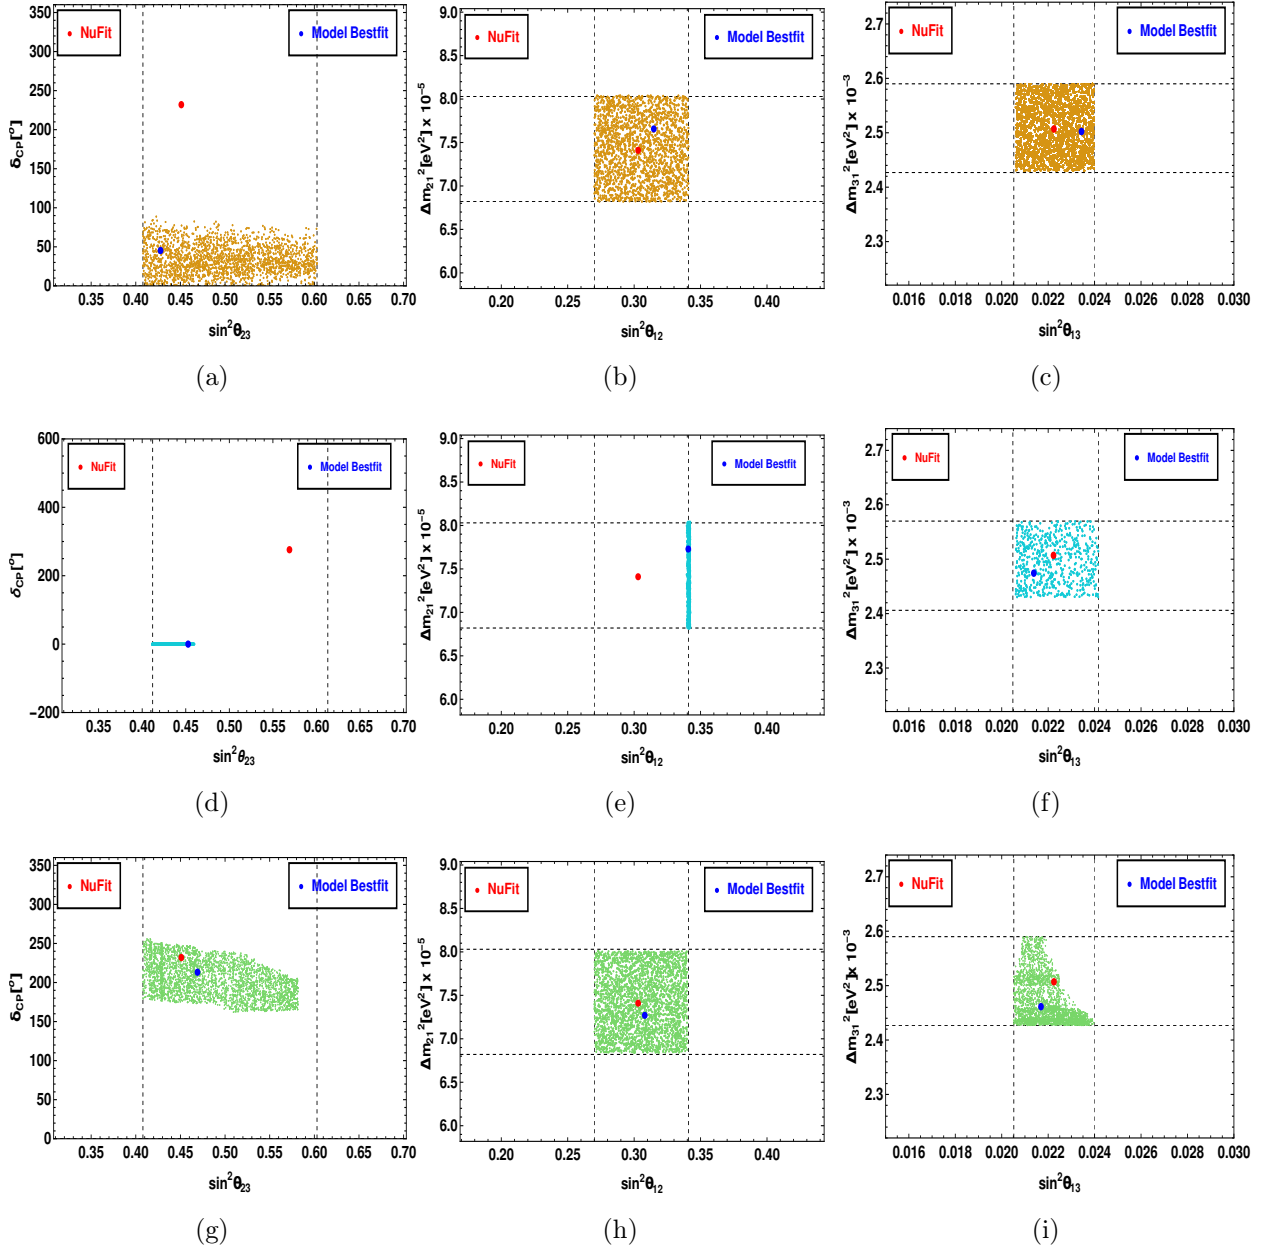 NuFit
Model Bestfit
350
300
250
200
150
100
50
0
δCP[°]
0.35 0.40 0.45 0.50 0.55 0.60 0.65 0.70
sin²θ₂₃
(a)
NuFit
Model Bestfit
9.0
8.5
8.0
7.5
7.0
6.5
6.0
Δm₂₁²[eV²] x 10⁻⁵
0.20 0.30 0.40
sin²θ₁₂
(b)
NuFit
Model Bestfit
2.7
2.6
2.5
2.4
2.3
Δm₃₁²[eV²] x 10⁻³
0.016 0.018 0.020 0.022 0.024 0.026 0.028 0.030
sin²θ₁₃
(c)
NuFit
Model Bestfit
600
400
200
0
−200
δCP[°]
0.35 0.40 0.45 0.50 0.55 0.60 0.65 0.70
sin²θ₂₃
(d)
NuFit
Model Bestfit
9.0
8.5
8.0
7.5
7.0
6.5
6.0
Δm₂₁²[eV²] x 10⁻⁵
0.20 0.30 0.40
sin²θ₁₂
(e)
NuFit
Model Bestfit
2.7
2.6
2.5
2.4
2.3
Δm₃₁²[eV²] x 10⁻³
0.016 0.018 0.020 0.022 0.024 0.026 0.028 0.030
sin²θ₁₃
(f)
NuFit
Model Bestfit
350
300
250
200
150
100
50
0
δCP[°]
0.35 0.40 0.45 0.50 0.55 0.60 0.65 0.70
sin²θ₂₃
(g)
NuFit
Model Bestfit
9.0
8.5
8.0
7.5
7.0
6.5
6.0
Δm₂₁²[eV²] x 10⁻⁵
0.20 0.30 0.40
sin²θ₁₂
(h)
NuFit
Model Bestfit
2.7
2.6
2.5
2.4
2.3
Δm₃₁²[eV²] x 10⁻³
0.016 0.018 0.020 0.022 0.024 0.026 0.028 0.030
sin²θ₁₃
(i)